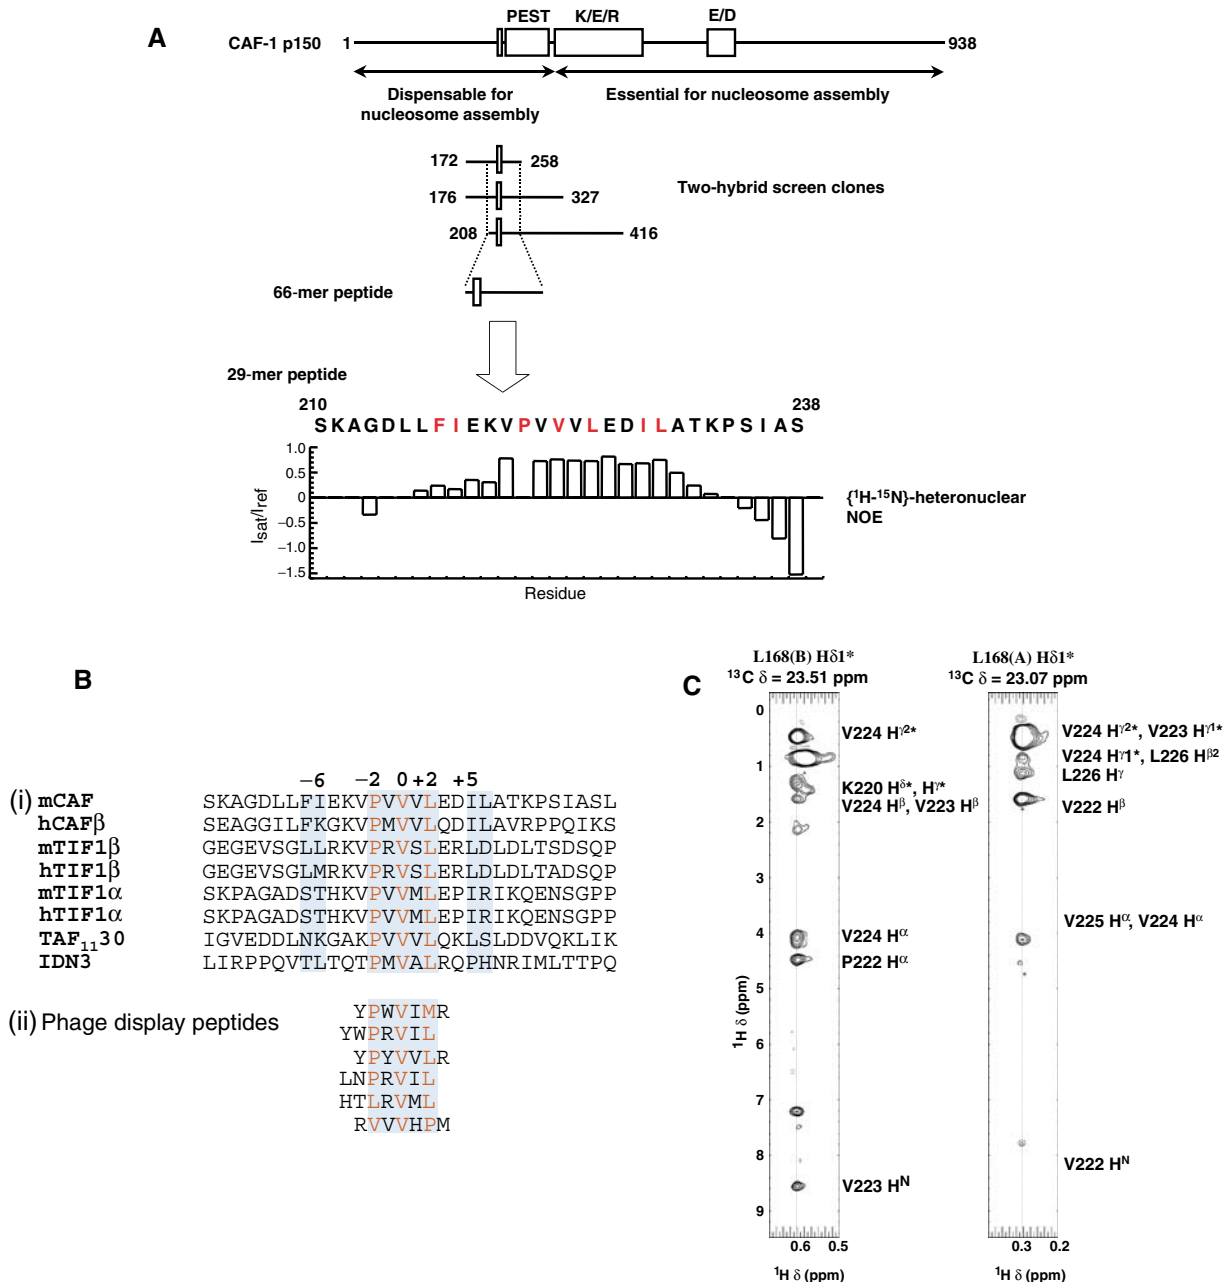 A
PEST K/E/R E/D
CAF-1 p150 1 938
Dispensable for nucleosome assembly
Essential for nucleosome assembly
172 258
Two-hybrid screen clones
176 327
208 416
66-mer peptide
29-mer peptide
210 238
SKAGDLLFIEKVPVVVLEDILATKPSIAS
1.0
0.5
0
−0.5
−1.0
−1.5
Isat/Iref
Residue
{¹H-¹⁵N}-heteronuclear
NOE
B
−6 −2 0 +2 +5
(i) mCAF SKAGDLLFIEKVPVVVLEDILATKPSIASL
hCAFβ SEAGGILFKGKVPMVVLQDILAVRPPQIKS
mTIF1β GEGEVSGLLRKVPRVSLERLDLDLTSDSQP
hTIF1β GEGEVSGLMRKVPRVSLERLDLDLTADSQP
mTIF1α SKPAGADSTHKVPVVMLEPIRIKQENSGPP
hTIF1α SKPAGADSTHKVPVVMLEPIRIKQENSGPP
TAF₁₁30 IGVEDDLNKGAKPVVVLQKLSLDDVQKLIK
IDN3 LIRPPQVTLTQTPMVALRQPHNRIMLTTPQ
(ii) Phage display peptides
YPWVIMR
YWPRVIL
YPYVVLR
LNPRVIL
HTLRVML
RVVVHPM
C
L168(B) Hδ1*
¹³C δ = 23.51 ppm
L168(A) Hδ1*
¹³C δ = 23.07 ppm
0
1
2
3
4
5
6
7
8
9
¹H δ (ppm)
V224 Hᵞ²*
K220 Hᵟ*, Hᵞ*
V224 Hᵝ, V223 Hᵝ
V224 Hᵅ
P222 Hᵅ
V223 Hᴺ
0.6 0.5
¹H δ (ppm)
V224 Hᵞ²*, V223 Hᵞ¹*
V224 Hᵞ1*, L226 Hᵝ²
L226 Hᵞ
V222 Hᵝ
V225 Hᵅ, V224 Hᵅ
V222 Hᴺ
0.3 0.2
¹H δ (ppm)